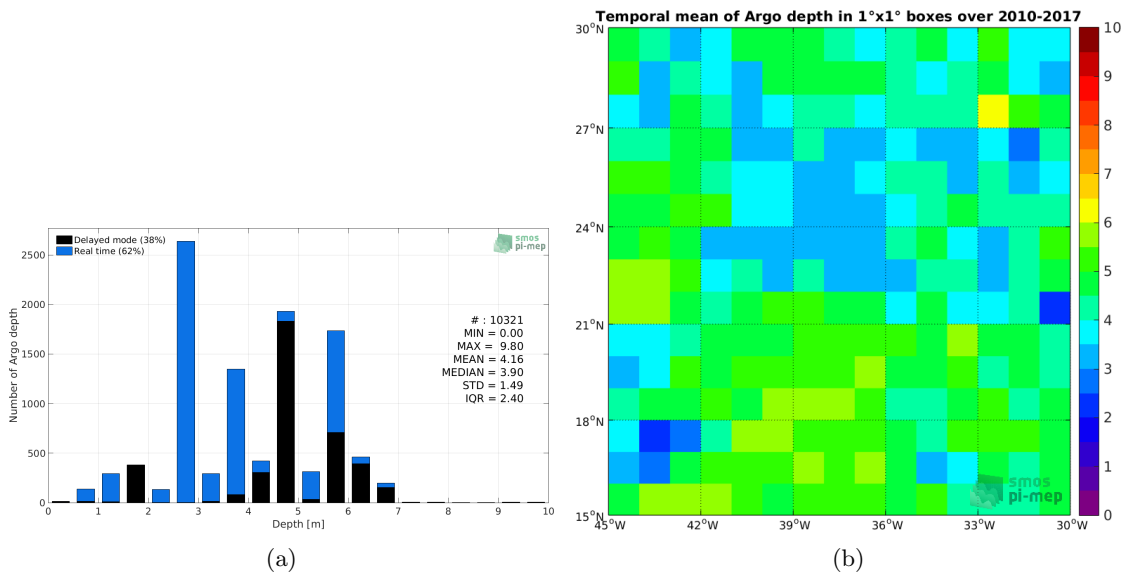 Delayed mode (38%)
Real time (62%)
smos
pi-mep
Number of Argo depth
2500
2000
1500
1000
500
0
# : 10321
MIN = 0.00
MAX = 9.80
MEAN = 4.16
MEDIAN = 3.90
STD = 1.49
IQR = 2.40
0 1 2 3 4 5 6 7 8 9 10
Depth [m]
(a)
Temporal mean of Argo depth in 1°x1° boxes over 2010-2017
30°N
27°N
24°N
21°N
18°N
15°N
45°W 42°W 39°W 36°W 33°W 30°W
smos
pi-mep
10
9
8
7
6
5
4
3
2
1
0
(b)